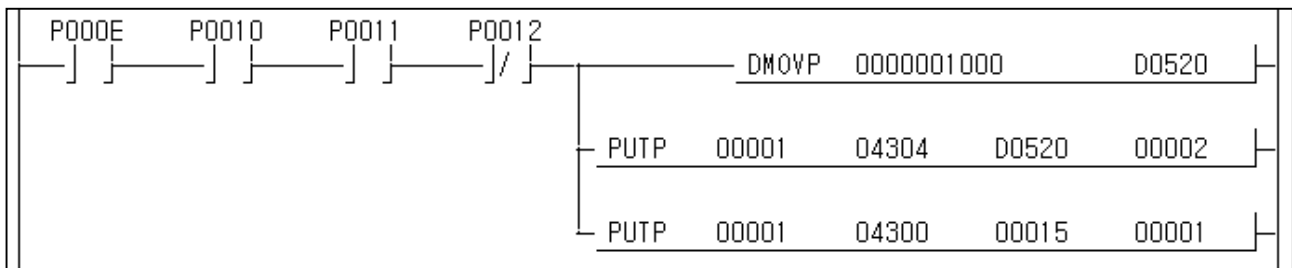 P000E P0010 P0011 P0012
DMOVP 0000001000 D0520
PUTP 00001 04304 D0520 00002
PUTP 00001 04300 00015 00001